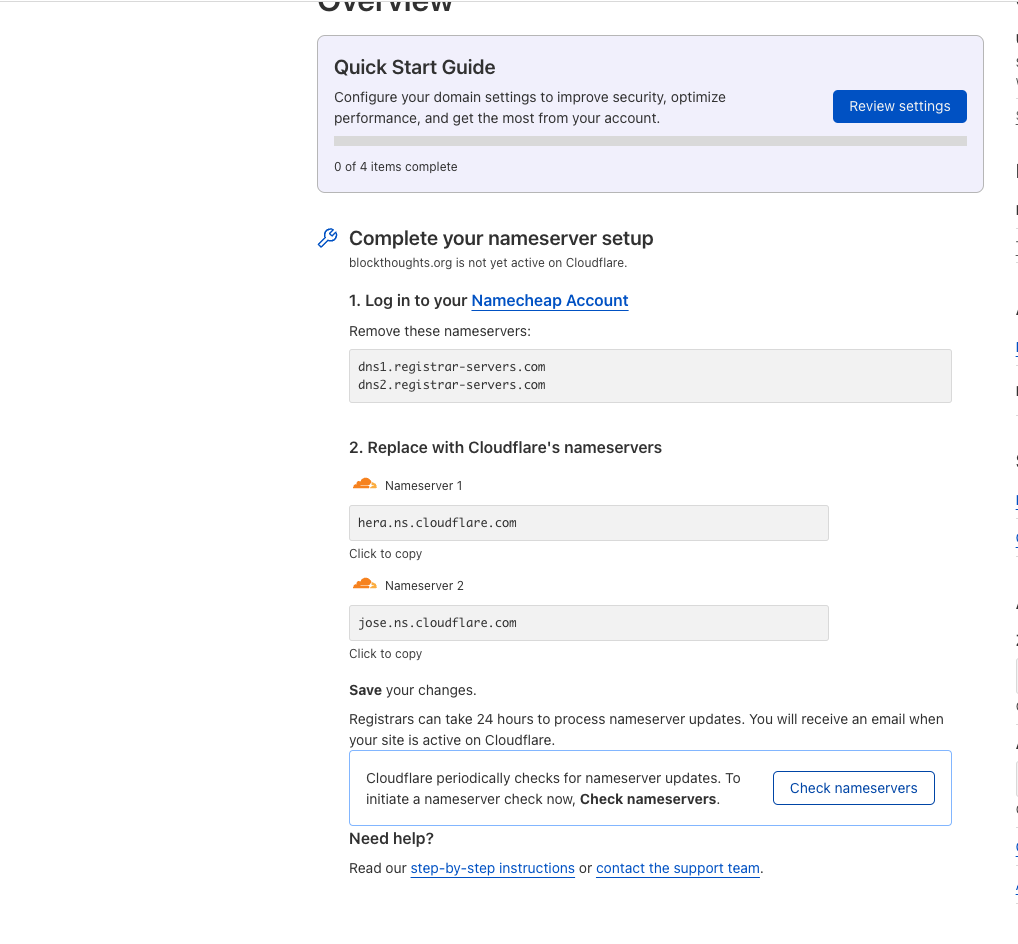 Overview
Quick Start Guide
Configure your domain settings to improve security, optimize
performance, and get the most from your account.
Review settings
0 of 4 items complete
Complete your nameserver setup
blockthoughts.org is not yet active on Cloudflare.
1. Log in to your Namecheap Account
Remove these nameservers:
dns1.registrar-servers.com
dns2.registrar-servers.com
2. Replace with Cloudflare's nameservers
Nameserver 1
hera.ns.cloudflare.com
Click to copy
Nameserver 2
jose.ns.cloudflare.com
Click to copy
Save your changes.
Registrars can take 24 hours to process nameserver updates. You will receive an email when
your site is active on Cloudflare.
Cloudflare periodically checks for nameserver updates. To
initiate a nameserver check now, Check nameservers.
Check nameservers
Need help?
Read our step-by-step instructions or contact the support team.